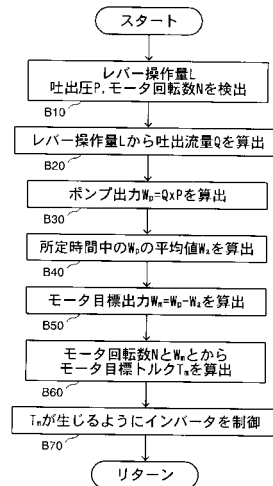 スタート
レバー操作量L
吐出圧P,モータ回転数Nを検出
B10
レバー操作量Lから吐出流量Qを算出
B20
ポンプ出力Wp=QxPを算出
B30
所定時間中のWpの平均値Waを算出
B40
モータ目標出力Wm=Wp-Waを算出
B50
モータ回転数NとWmとから
モータ目標トルクTmを算出
B60
Tmが生じるようにインバータを制御
B70
リターン